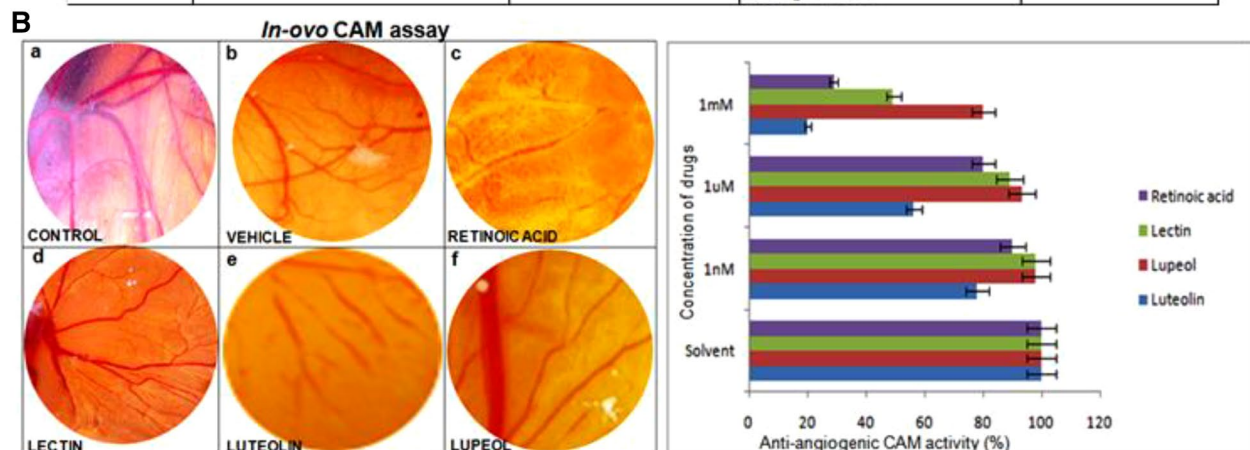 B
In-ovo CAM assay
a
b
c
CONTROL
VEHICLE
RETINOIC ACID
d
e
f
LECTIN
LUTEOLIN
LUPEOL
Concentration of drugs
1mM
1uM
1nM
Solvent
0 20 40 60 80 100 120
Anti-angiogenic CAM activity (%)
Retinoic acid
Lectin
Lupeol
Luteolin